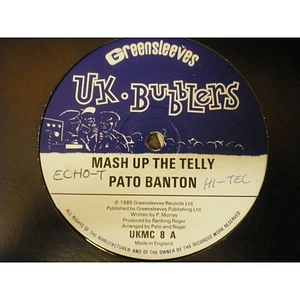 Greensleeves
UK·Bubblers
MASH UP THE TELLY
ECHO-T PATO BANTON HI-TEC
℗ 1985 Greensleeves Records Ltd.
Published by Greensleeves Publishing Ltd.
Written by P. Murray
Produced by Ranking Roger
Arranged by Pato and Roger
UKMC 8 A
Made in England
ALL RIGHTS OF THE MANUFACTURER AND OF THE OWNER OF THE RECORDED WORK RESERVED